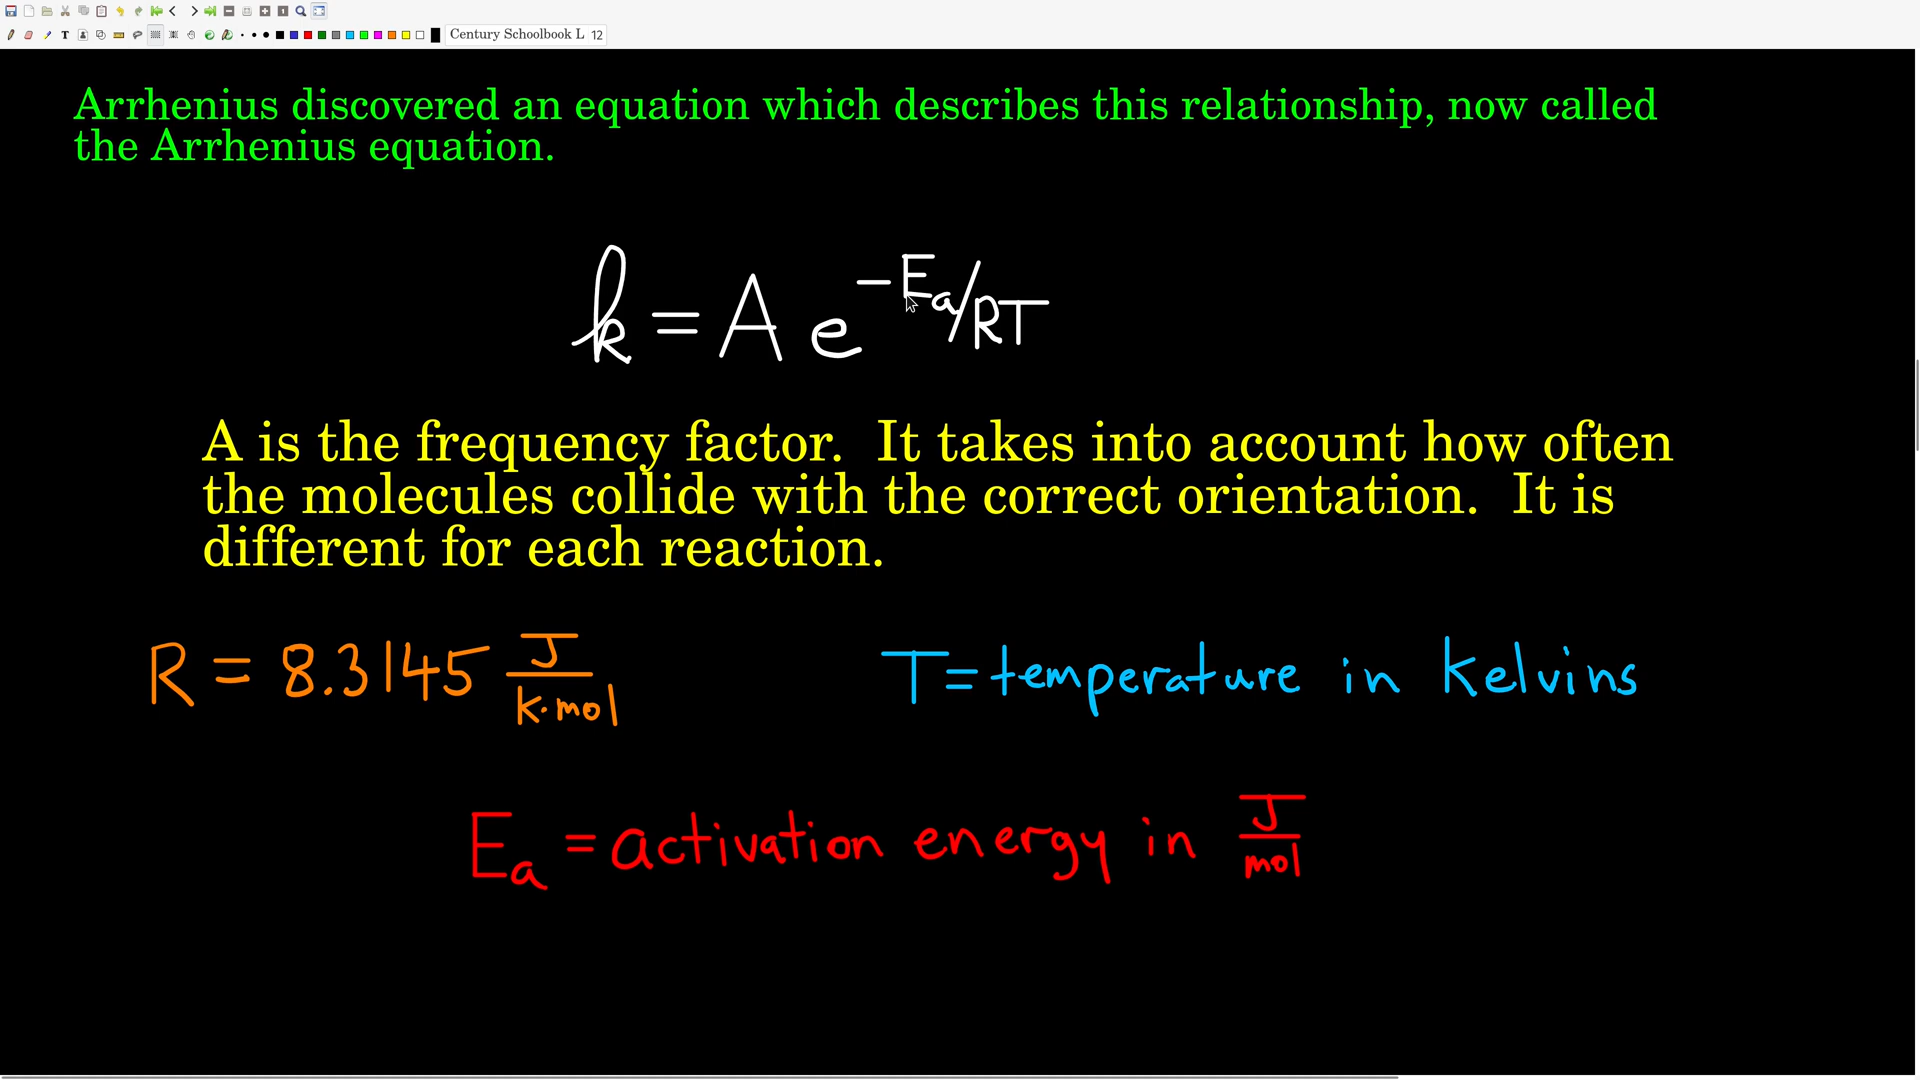 Century Schoolbook L 12
Arrhenius discovered an equation which describes this relationship, now called
the Arrhenius equation.
k = A e^{-Ea/RT}
A is the frequency factor. It takes into account how often
the molecules collide with the correct orientation. It is
different for each reaction.
R = 8.3145 J/K·mol
T = temperature in Kelvins
Ea = activation energy in J/mol